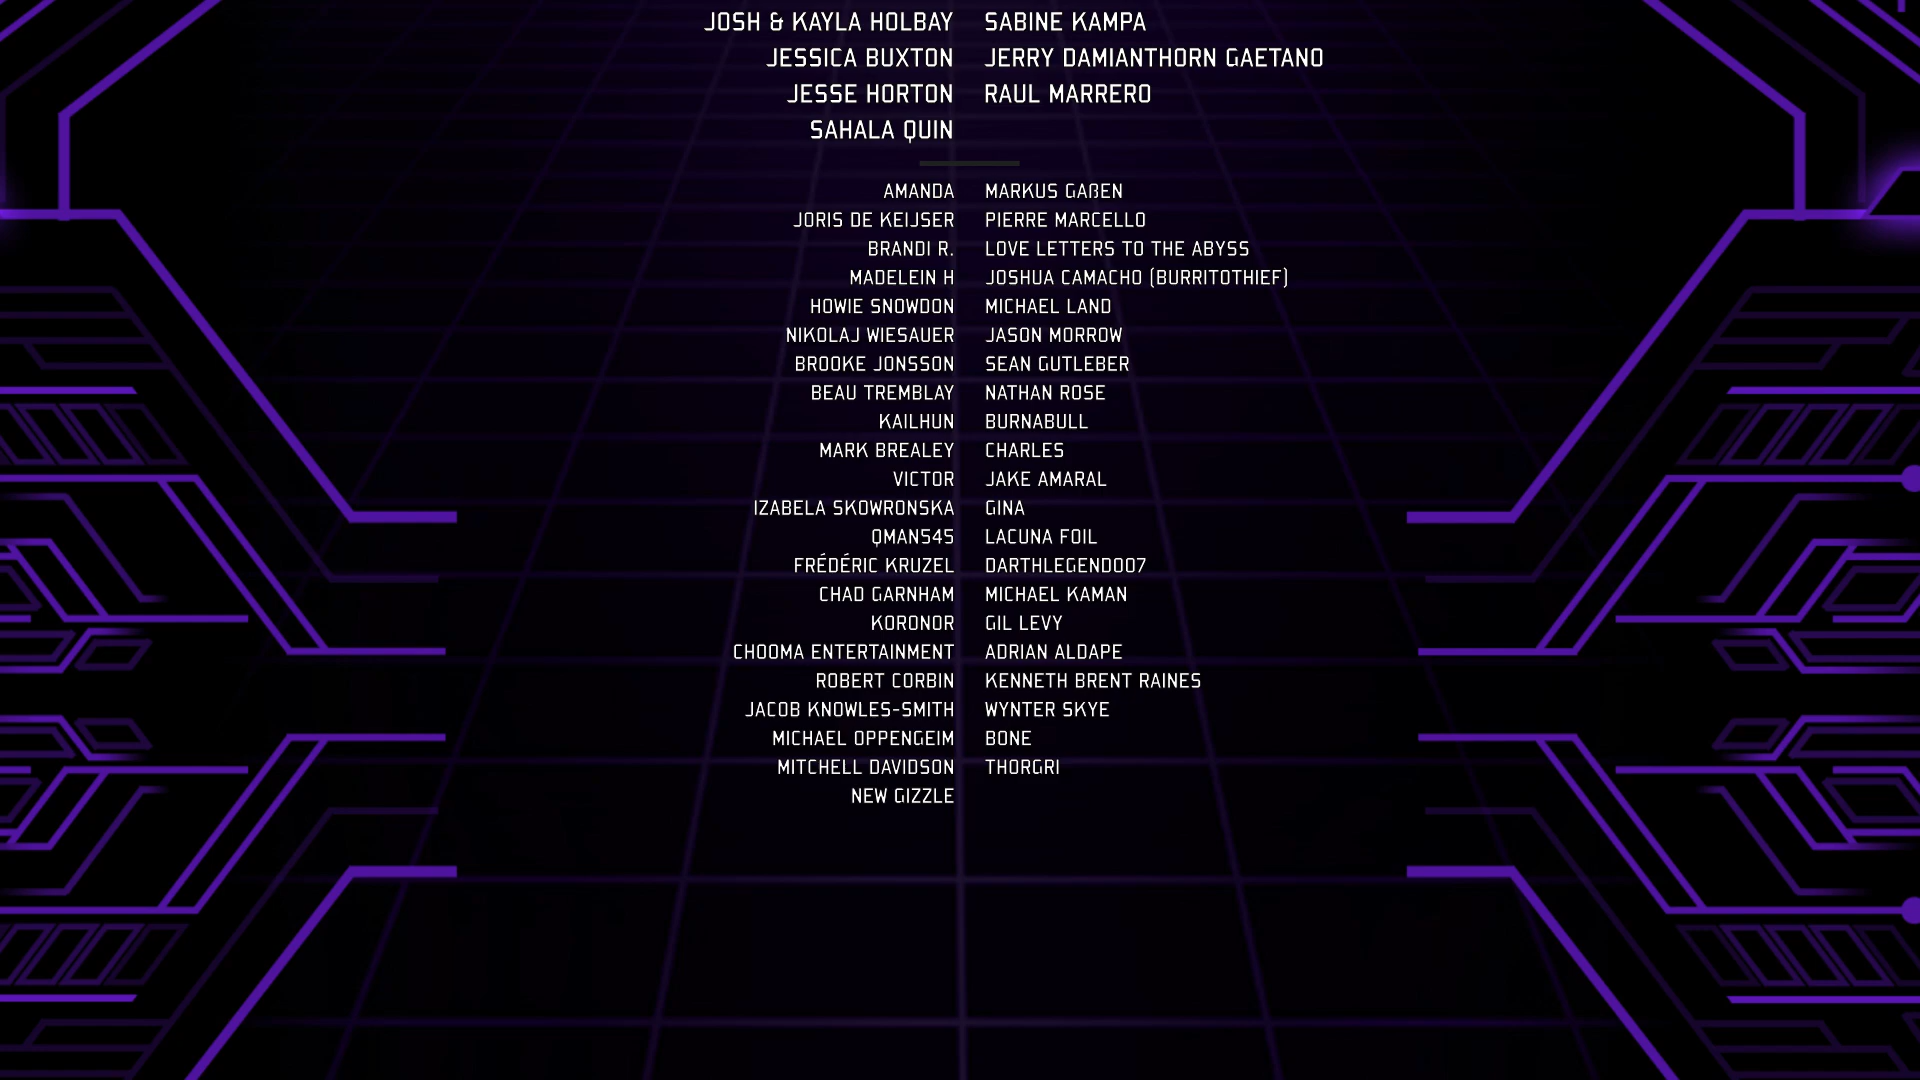 JOSH & KAYLA HOLBAY SABINE KAMPA
JESSICA BUXTON JERRY DAMIANTHORN GAETANO
JESSE HORTON RAUL MARRERO
SAHALA QUIN
AMANDA MARKUS GAßEN
JORIS DE KEIJSER PIERRE MARCELLO
BRANDI R. LOVE LETTERS TO THE ABYSS
MADELEIN H JOSHUA CAMACHO (BURRITOTHIEF)
HOWIE SNOWDON MICHAEL LAND
NIKOLAJ WIESAUER JASON MORROW
BROOKE JONSSON SEAN GUTLEBER
BEAU TREMBLAY NATHAN ROSE
KAILHUN BURNABULL
MARK BREALEY CHARLES
VICTOR JAKE AMARAL
IZABELA SKOWRONSKA GINA
QMAN545 LACUNA FOIL
FRÉDÉRIC KRUZEL DARTHLEGEND007
CHAD GARNHAM MICHAEL KAMAN
KORONOR GIL LEVY
CHOOMA ENTERTAINMENT ADRIAN ALDAPE
ROBERT CORBIN KENNETH BRENT RAINES
JACOB KNOWLES-SMITH WYNTER SKYE
MICHAEL OPPENGEIM BONE
MITCHELL DAVIDSON THORGRI
NEW GIZZLE